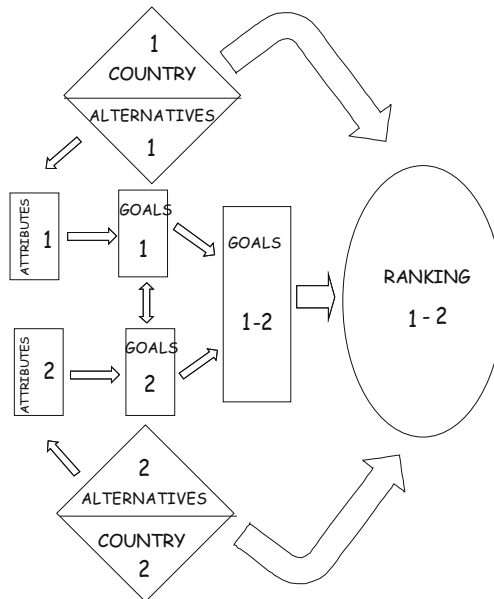 1
COUNTRY
ALTERNATIVES
1
ATTRIBUTES 1
GOALS
1
GOALS
1-2
RANKING
1 - 2
ATTRIBUTES 2
GOALS
2
2
ALTERNATIVES
COUNTRY
2